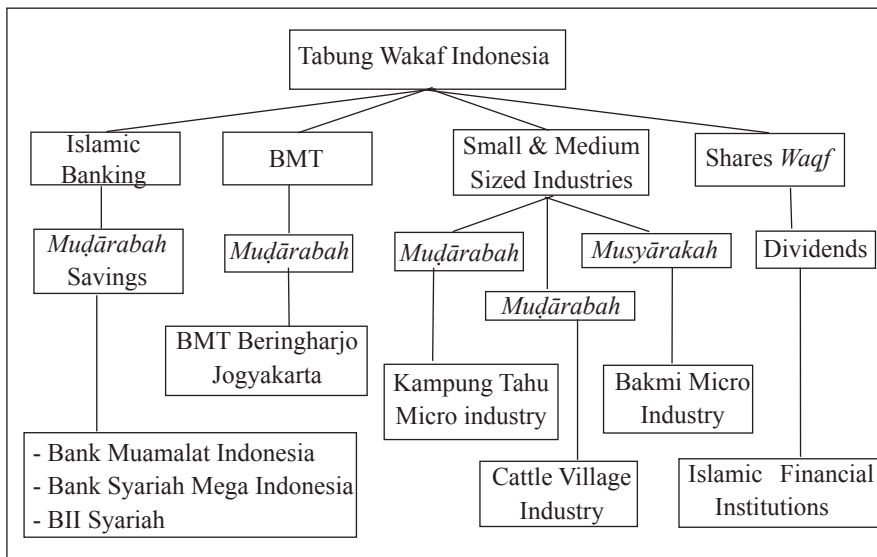 Tabung Wakaf Indonesia
Islamic
Banking
BMT
Small & Medium
Sized Industries
Shares Waqf
Muḍārabah
Savings
Muḍārabah
Muḍārabah
Musyārakah
Dividends
Muḍārabah
BMT Beringharjo
Jogyakarta
Kampung Tahu
Micro industry
Bakmi Micro
Industry
- Bank Muamalat Indonesia
- Bank Syariah Mega Indonesia
- BII Syariah
Cattle Village
Industry
Islamic Financial
Institutions